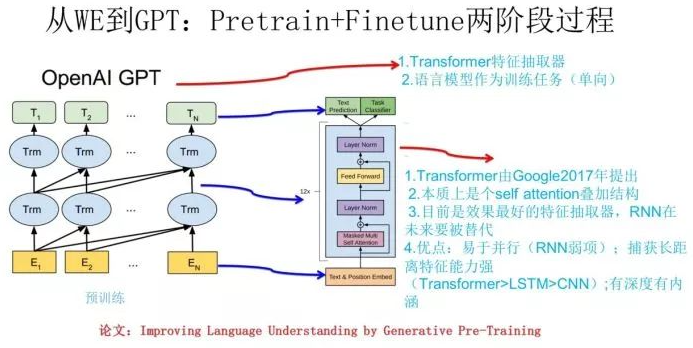 从WE到GPT：Pretrain+Finetune两阶段过程
OpenAI GPT
1.Transformer特征抽取器
2.语言模型作为训练任务（单向）
T1 T2 ... TN
Trm Trm ... Trm
Trm Trm ... Trm
E1 E2 ... EN
预训练
Text Prediction
Task Classifier
Layer Norm
Feed Forward
12x
Layer Norm
Masked Multi
Self Attention
Text & Position Embed
1.Transformer由Google2017年提出
2.本质上是个self attention叠加结构
3.目前是效果最好的特征抽取器，RNN在
未来要被替代
4.优点：易于并行（RNN弱项）；捕获长距
离特征能力强
（Transformer>LSTM>CNN）;有深度有内
涵
论文：Improving Language Understanding by Generative Pre-Training